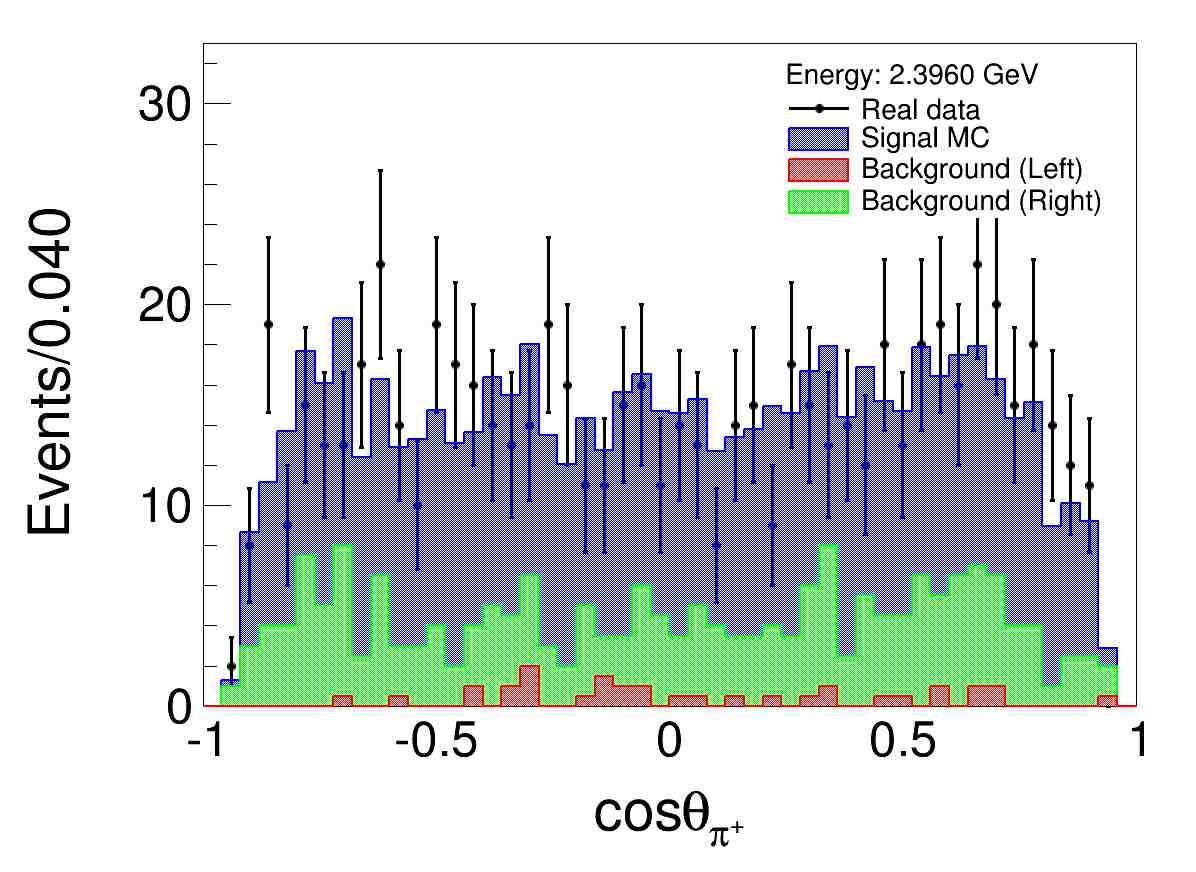 Energy: 2.3960 GeV
Real data
Signal MC
Background (Left)
Background (Right)
Events/0.040
30
20
10
0
-1 -0.5 0 0.5 1
cosθπ+